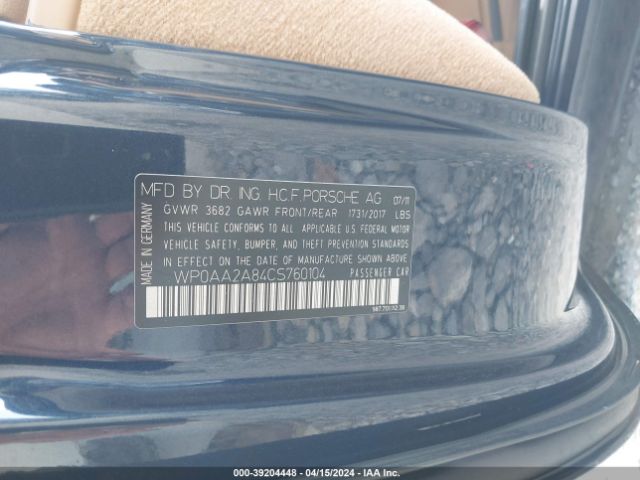 MFD BY DR. ING. H.C.F. PORSCHE AG 07/11
GVWR 3682 GAWR FRONT/REAR 1731/2017 LBS
THIS VEHICLE CONFORMS TO ALL APPLICABLE U.S. FEDERAL MOTOR
VEHICLE SAFETY, BUMPER, AND THEFT PREVENTION STANDARDS
IN EFFECT ON THE DATE OF MANUFACTURE SHOWN ABOVE.
WP0AA2A84CS760104 PASSENGER CAR
MADE IN GERMANY
000-39204448 - 04/15/2024 - IAA Inc.